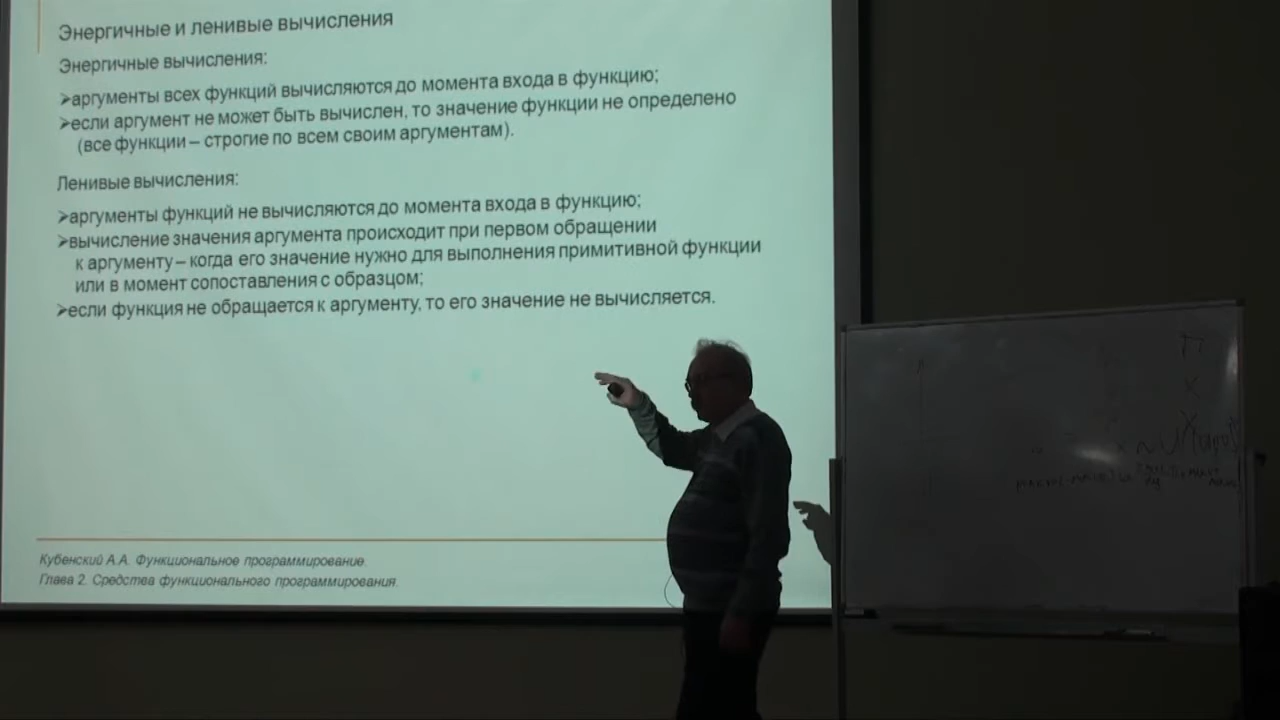 Энергичные и ленивые вычисления
Энергичные вычисления:
➢аргументы всех функций вычисляются до момента входа в функцию;
➢если аргумент не может быть вычислен, то значение функции не определено
(все функции – строгие по всем своим аргументам).
Ленивые вычисления:
➢аргументы функций не вычисляются до момента входа в функцию;
➢вычисление значения аргумента происходит при первом обращении
к аргументу – когда его значение нужно для выполнения примитивной функции
или в момент сопоставления с образцом;
➢если функция не обращается к аргументу, то его значение не вычисляется.
Кубенский А.А. Функциональное программирование.
Глава 2. Средства функционального программирования.